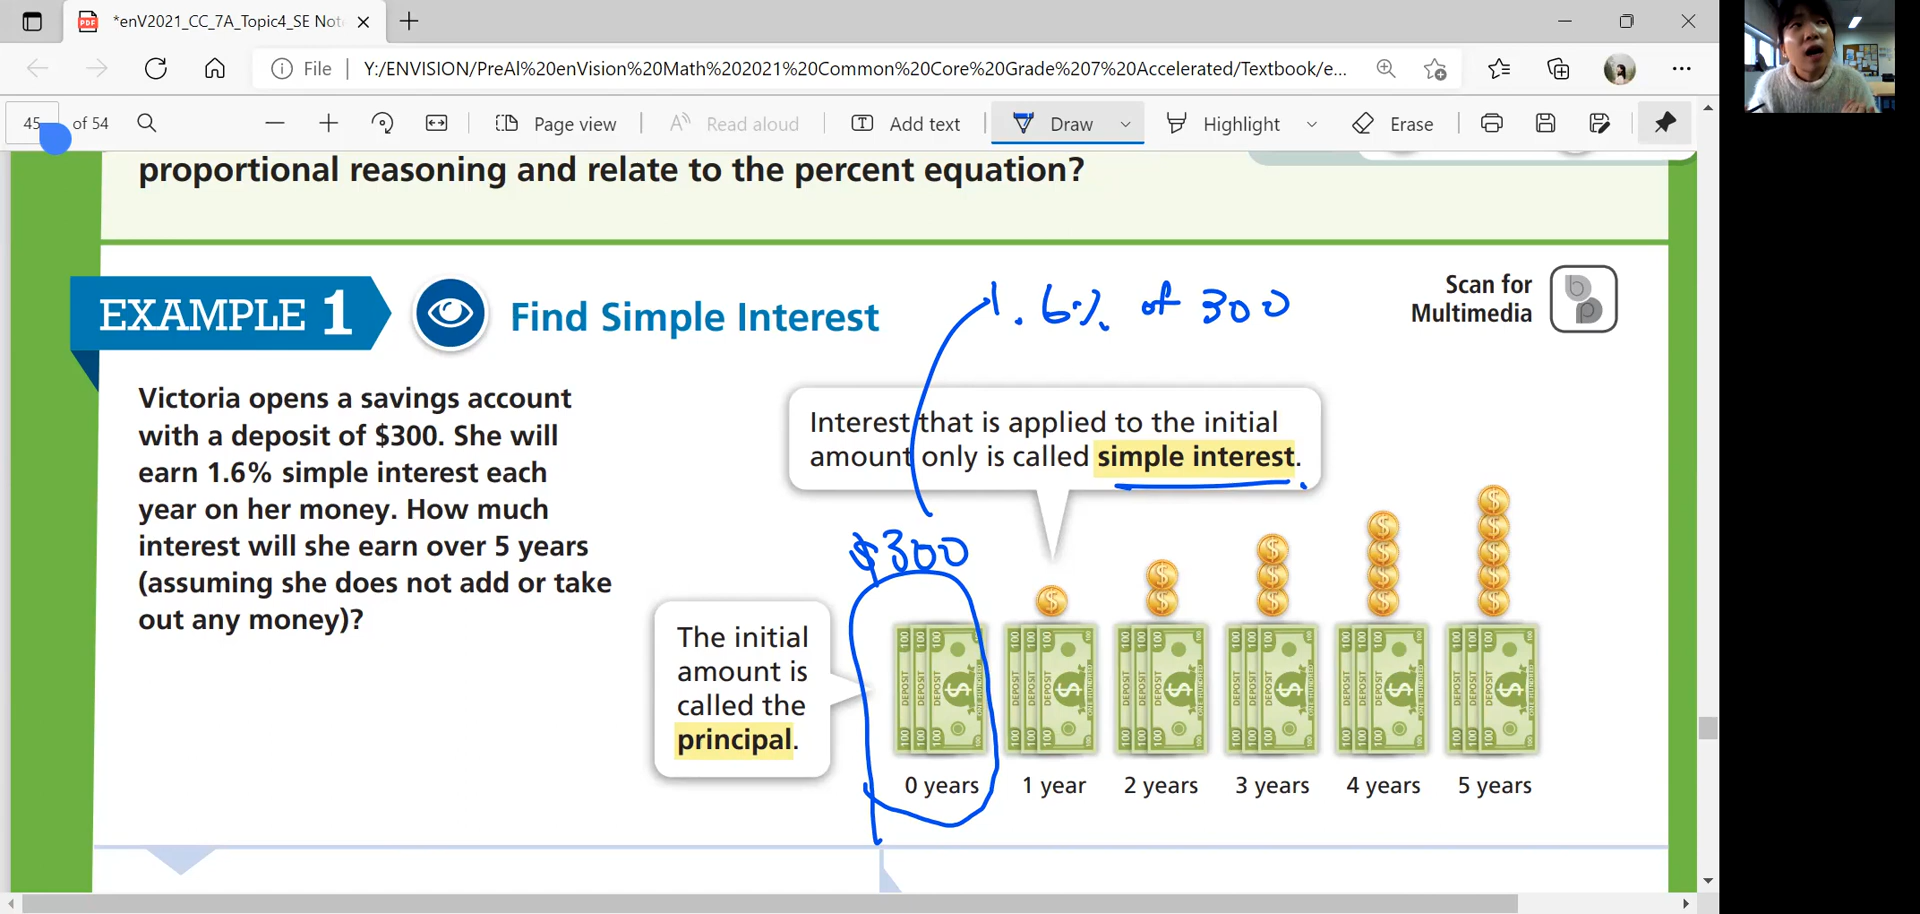 *enV2021_CC_7A_Topic4_SE Not
File
Y:/ENVISION/PreAl%20enVision%20Math%202021%20Common%20Core%20Grade%207%20Accelerated/Textbook/e...
45 of 54
Page view
Read aloud
Add text
Draw
Highlight
Erase
proportional reasoning and relate to the percent equation?
EXAMPLE 1
Find Simple Interest
1.6% of 300
Scan for
Multimedia
Victoria opens a savings account
with a deposit of $300. She will
earn 1.6% simple interest each
year on her money. How much
interest will she earn over 5 years
(assuming she does not add or take
out any money)?
Interest that is applied to the initial
amount only is called simple interest.
$300
The initial
amount is
called the
principal.
0 years
1 year
2 years
3 years
4 years
5 years